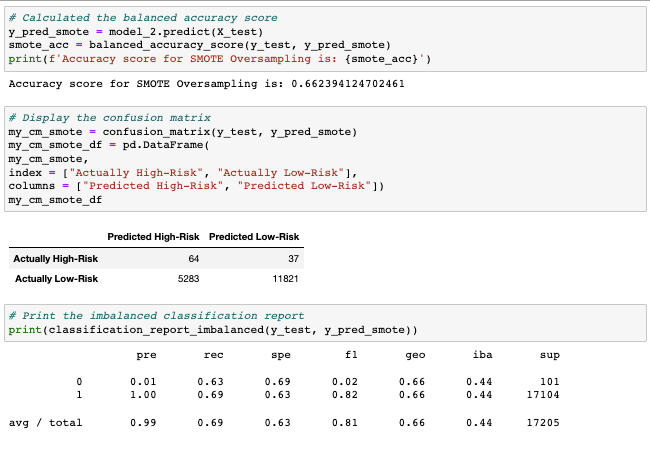 # Calculated the balanced accuracy score
y_pred_smote = model_2.predict(X_test)
smote_acc = balanced_accuracy_score(y_test, y_pred_smote)
print(f'Accuracy score for SMOTE Oversampling is: {smote_acc}')
Accuracy score for SMOTE Oversampling is: 0.662394124702461
# Display the confusion matrix
my_cm_smote = confusion_matrix(y_test, y_pred_smote)
my_cm_smote_df = pd.DataFrame(
my_cm_smote,
index = ["Actually High-Risk", "Actually Low-Risk"],
columns = ["Predicted High-Risk", "Predicted Low-Risk"])
my_cm_smote_df
Predicted High-Risk Predicted Low-Risk
Actually High-Risk 64 37
Actually Low-Risk 5283 11821
# Print the imbalanced classification report
print(classification_report_imbalanced(y_test, y_pred_smote))
pre rec spe f1 geo iba sup
0 0.01 0.63 0.69 0.02 0.66 0.44 101
1 1.00 0.69 0.63 0.82 0.66 0.44 17104
avg / total 0.99 0.69 0.63 0.81 0.66 0.44 17205